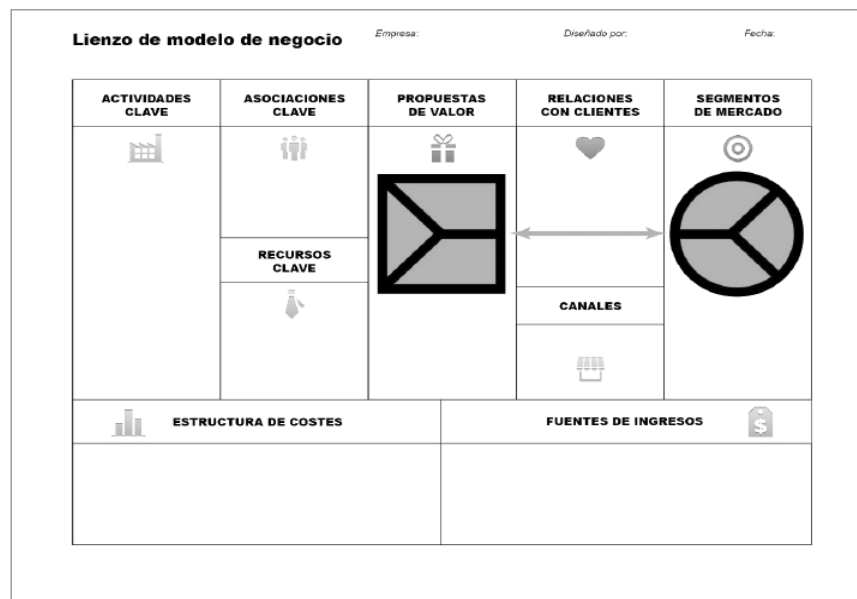 Lienzo de modelo de negocio
Empresa:
Diseñado por:
Fecha:
ACTIVIDADES
CLAVE
ASOCIACIONES
CLAVE
PROPUESTAS
DE VALOR
RELACIONES
CON CLIENTES
SEGMENTOS
DE MERCADO
RECURSOS
CLAVE
CANALES
ESTRUCTURA DE COSTES
FUENTES DE INGRESOS
$